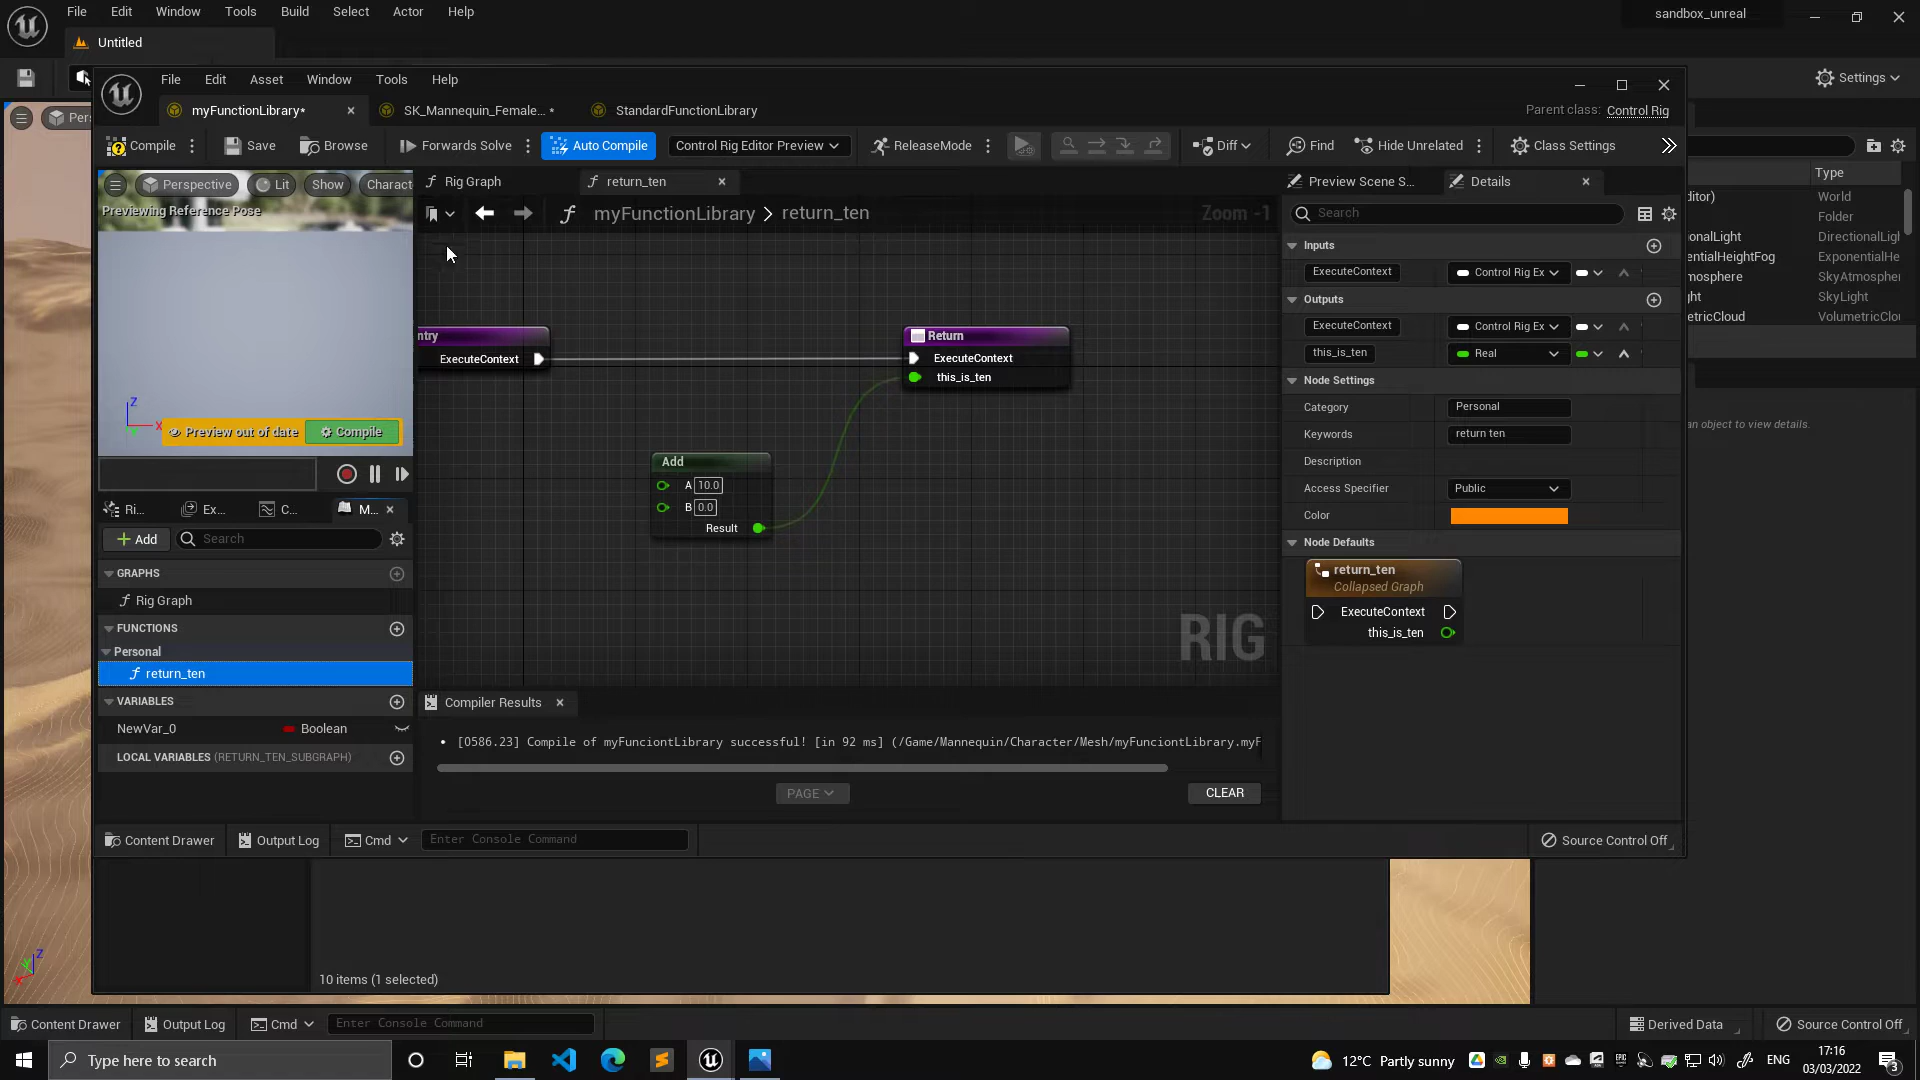 File Edit Window Tools Build Select Actor Help
sandbox_unreal
Untitled
Settings
File Edit Asset Window Tools Help
myFunctionLibrary* SK_Mannequin_Female... * StandardFunctionLibrary
Parent class: Control Rig
Compile Save Browse Forwards Solve Auto Compile Control Rig Editor Preview ReleaseMode Diff Find Hide Unrelated Class Settings
Perspective Lit Show
Previewing Reference Pose
Rig Graph return_ten
myFunctionLibrary > return_ten
Zoom -1
ExecuteContext
Return
ExecuteContext
this_is_ten
Add
A 10.0
B 0.0
Result
RIG
Z
X
Preview out of date Compile
Ri... Ex... C... M...
Add Search
GRAPHS
Rig Graph
FUNCTIONS
Personal
return_ten
VARIABLES
NewVar_0 Boolean
LOCAL VARIABLES (RETURN_TEN_SUBGRAPH)
Compiler Results
• [0586.23] Compile of myFunciontLibrary successful! [in 92 ms] (/Game/Mannequin/Character/Mesh/myFunciontLibrary.myF
PAGE
CLEAR
Preview Scene S... Details
Search
Inputs
ExecuteContext Control Rig Ex
Outputs
ExecuteContext Control Rig Ex
this_is_ten Real
Node Settings
Category Personal
Keywords return ten
Description
Access Specifier Public
Color
Node Defaults
return_ten
Collapsed Graph
ExecuteContext
this_is_ten
Content Drawer Output Log Cmd Enter Console Command
Source Control Off
Type
World
Folder
DirectionalLigh
ExponentialHe
SkyAtmospher
SkyLight
VolumetricClou
an object to view details.
10 items (1 selected)
Content Drawer Output Log Cmd Enter Console Command
Derived Data Source Control Off
Type here to search
12°C Partly sunny
ENG
17:16
03/03/2022
3